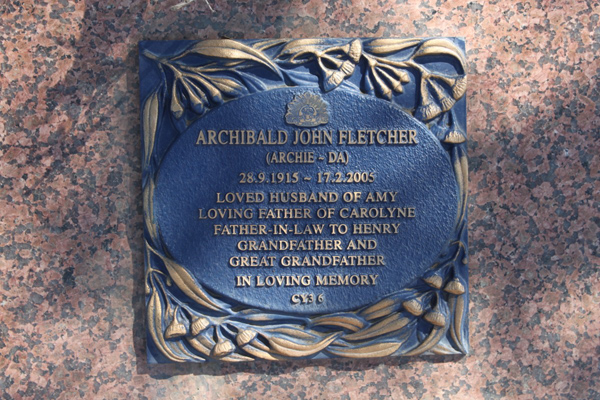 ARCHIBALD JOHN FLETCHER
(ARCHIE - DA)
28.9.1915 ~ 17.2.2005
LOVED HUSBAND OF AMY
LOVING FATHER OF CAROLYNE
FATHER-IN-LAW TO HENRY
GRANDFATHER AND
GREAT GRANDFATHER
IN LOVING MEMORY